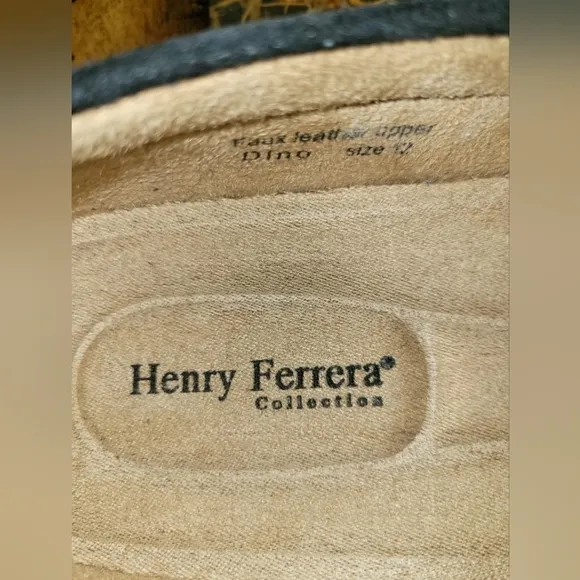 Faux leather upper
Dino size 12
Henry Ferrera®
Collection